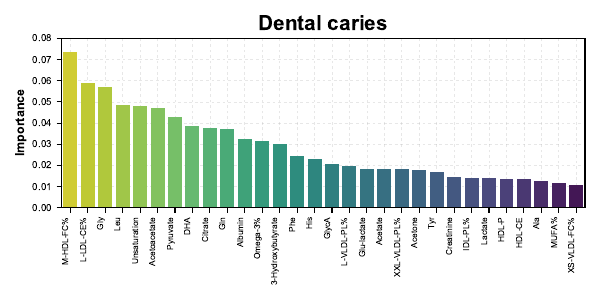 Dental caries
Importance
0.08
0.07
0.06
0.05
0.04
0.03
0.02
0.01
0.00
M-HDL-FC%
L-LDL-CE%
Gly
Leu
Unsaturation
Acetoacetate
Pyruvate
DHA
Citrate
Gln
Albumin
Omega-3%
3-Hydroxybutyrate
Phe
His
GlycA
L-VLDL-PL%
Glu-lactate
Acetate
XXL-VLDL-PL%
Acetone
Tyr
Creatinine
IDL-PL%
Lactate
HDL-P
HDL-CE
Ala
MUFA%
XS-VLDL-FC%